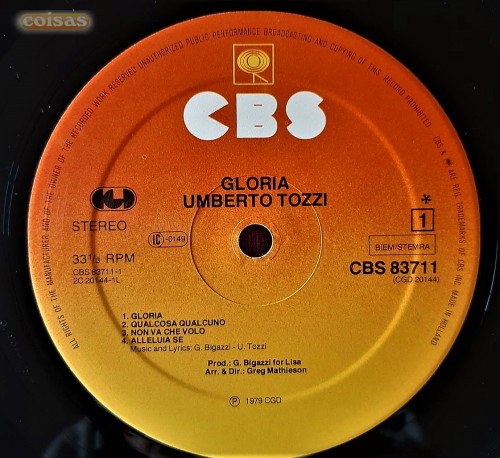 coisas
ALL RIGHTS OF THE MANUFACTURER AND OF THE OWNER OF THE RECORDED WORK RESERVED UNAUTHORIZED PUBLIC PERFORMANCE BROADCASTING AND COPYING OF THIS RECORD PROHIBITED
CBS & ARE REG. TRADEMARKS OF CBS INC. MADE IN HOLLAND
CBS
GLORIA
UMBERTO TOZZI
STEREO
*
1
IC -0149
BIEM/STEMRA
33 1/3 RPM
CBS 83711
CBS 83711-1
(CGD 20144)
2C 20144-1L
1. GLORIA
2. QUALCOSA QUALCUNO
3. NON VA CHE VOLO
4. ALLELUIA SE
Music and Lyrics: G. Bigazzi - U. Tozzi
Prod.: G. Bigazzi for Lisa
Arr. & Dir.: Greg Mathieson
℗ 1979 CGD